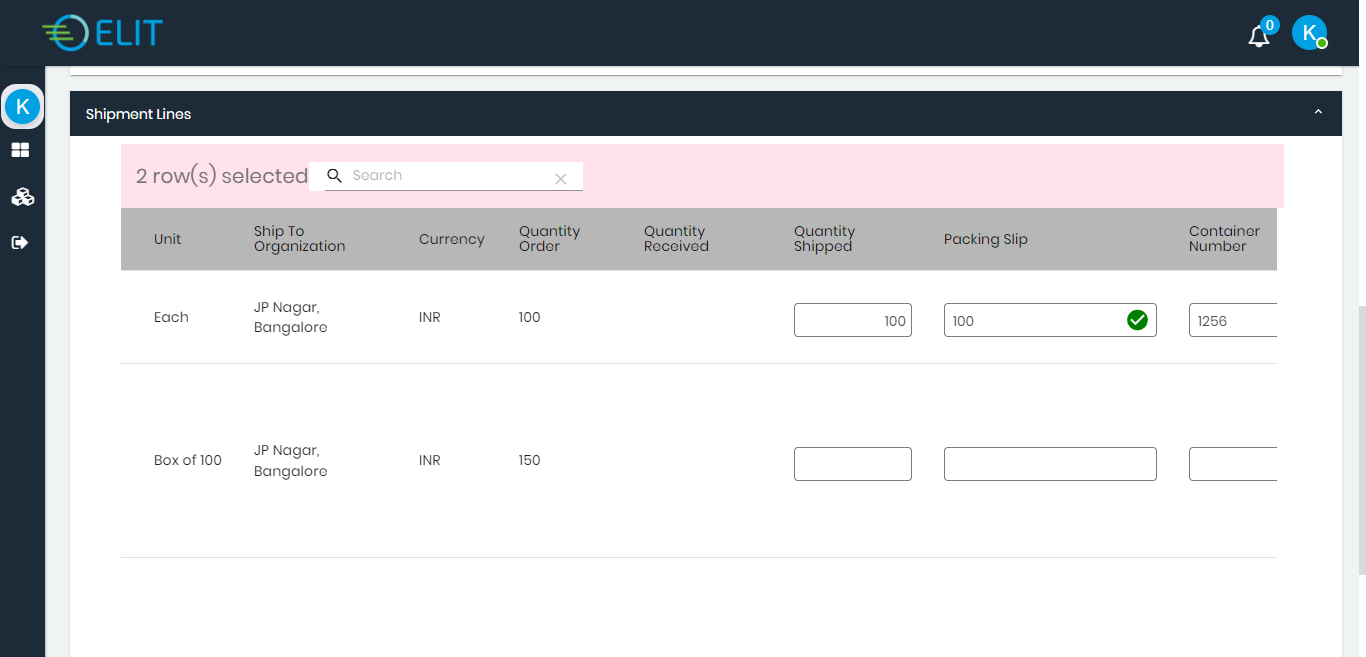 ELIT
0
K
K
Shipment Lines
2 row(s) selected
Search
Unit
Ship To
Organization
Currency
Quantity
Order
Quantity
Received
Quantity
Shipped
Packing Slip
Container
Number
Each
JP Nagar,
Bangalore
INR
100
100
100
1256
Box of 100
JP Nagar,
Bangalore
INR
150